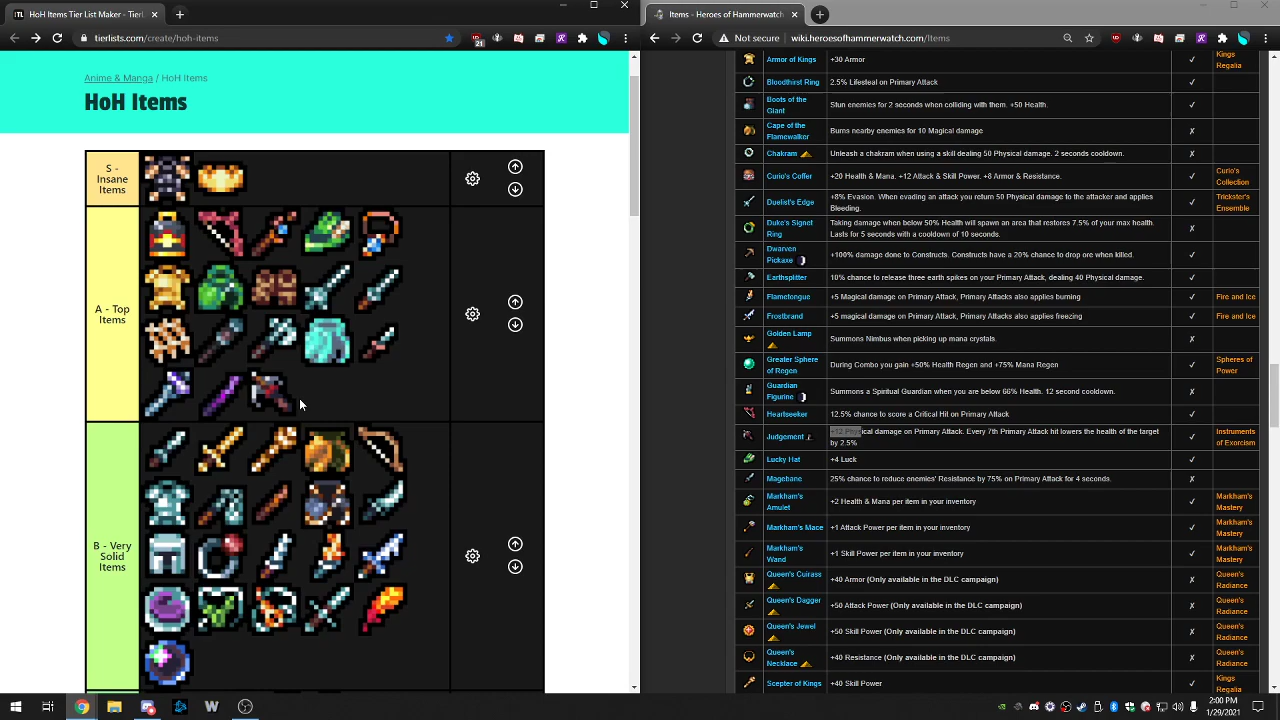 HoH Items Tier Maker - Tier List
Items - Heroes of Hammerwatch
tierlists.com/create/hoh-items
21
Not secure
wiki.heroesofhammerwatch.com/Items
Anime & Manga / HoH Items
HoH Items
S -
Insane
Items
A - Top
Items
B - Very
Solid
Items
Armor of Kings +30 Armor ✓ Kings
Regalia
Bloodthirst Ring 2.5% Lifesteal on Primary Attack ✓
Boots of the
Giant
Stun enemies for 2 seconds when colliding with them. +50 Health. ✓
Cape of the
Flamewalker
Burns nearby enemies for 10 Magical damage ✗
Chakram Unleash a chakram when using a skill dealing 50 Physical damage. 2 seconds cooldown. ✗
Curio's Coffer +20 Health & Mana. +12 Attack & Skill Power. +8 Armor & Resistance. ✓ Curio's
Collection
Duelist's Edge +8% Evasion. When evading an attack you return 50 Physical damage to the attacker and applies
Bleeding. ✓ Trickster's
Ensemble
Duke's Signet
Ring
Taking damage when below 50% Health will spawn an area that restores 7.5% of your max health.
Lasts for 5 seconds with a cooldown of 10 seconds. ✓
Dwarven
Pickaxe
+100% damage done to Constructs. Constructs have a 20% chance to drop ore when killed. ✓
Earthsplitter 10% chance to release three earth spikes on your Primary Attack, dealing 40 Physical damage. ✓
Flametongue +5 Magical damage on Primary Attack, Primary Attacks also applies burning ✓ Fire and Ice
Frostbrand +5 magical damage on Primary Attack, Primary Attacks also applies freezing ✓ Fire and Ice
Golden Lamp Summons Nimbus when picking up mana crystals. ✗
Greater Sphere
of Regen
During Combo you gain +50% Health Regen and +75% Mana Regen ✓ Spheres of
Power
Guardian
Figurine
Summons a Spiritual Guardian when you are below 66% Health. 12 second cooldown. ✗
Heartseeker 12.5% chance to score a Critical Hit on Primary Attack ✓
Judgement +12 Physical damage on Primary Attack. Every 7th Primary Attack hit lowers the health of the target
by 2.5% ✓ Instruments
of Exorcism
Lucky Hat +4 Luck ✓
Magebane 25% chance to reduce enemies' Resistance by 75% on Primary Attack for 4 seconds. ✗
Markham's
Amulet
+2 Health & Mana per item in your inventory ✓ Markham's
Mastery
Markham's Mace +1 Attack Power per item in your inventory ✓ Markham's
Mastery
Markham's
Wand
+1 Skill Power per item in your inventory ✓ Markham's
Mastery
Queen's Cuirass +40 Armor (Only available in the DLC campaign) ✗ Queen's
Radiance
Queen's Dagger +50 Attack Power (Only available in the DLC campaign) ✗ Queen's
Radiance
Queen's Jewel +50 Skill Power (Only available in the DLC campaign) ✗ Queen's
Radiance
Queen's
Necklace
+40 Resistance (Only available in the DLC campaign) ✗ Queen's
Radiance
Scepter of Kings +40 Skill Power ✓ Kings
Regalia
2:00 PM
1/29/2021